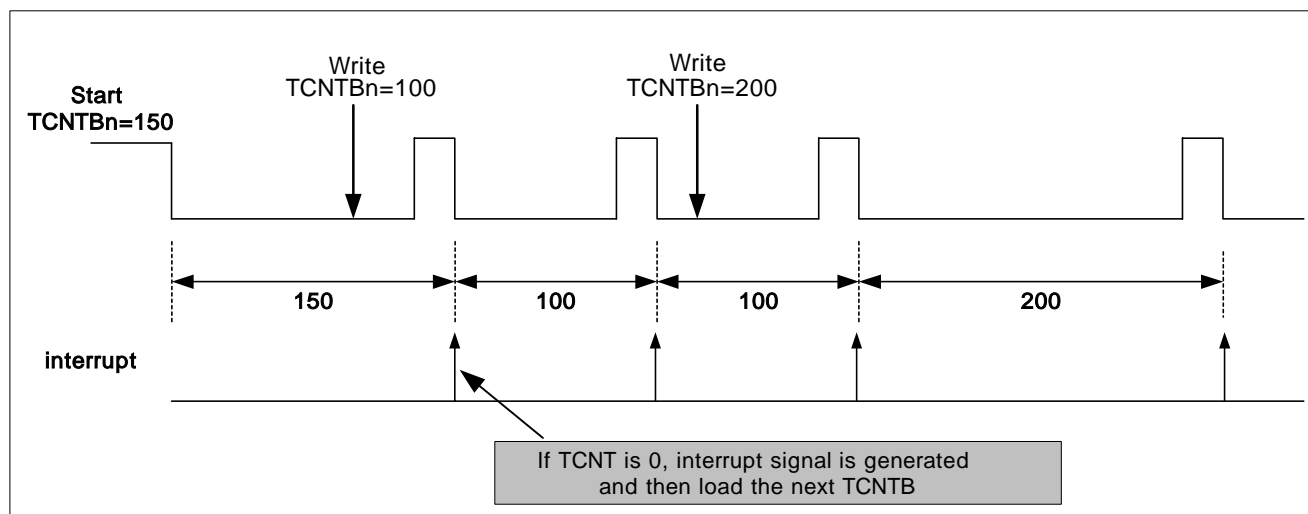 Write
TCNTBn=100
Write
TCNTBn=200
Start
TCNTBn=150
150
100
100
200
interrupt
If TCNT is 0, interrupt signal is generated
and then load the next TCNTB